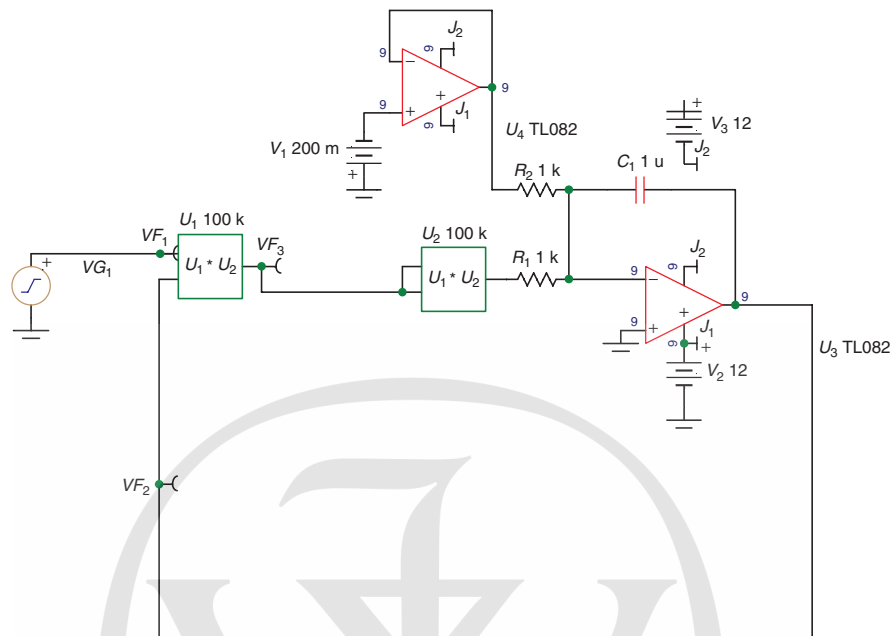 J2
9
9
−
+
+
9
9
J1
9
V1 200 m
+
U4 TL082
+
V3 12
J2
R2 1 k
C1 1 u
U1 100 k
VF1
VF3
U2 100 k
+
VG1
U1 * U2
U1 * U2
R1 1 k
9
−
9
J2
9
+
+
9
9
J1
+
U3 TL082
V2 12
VF2